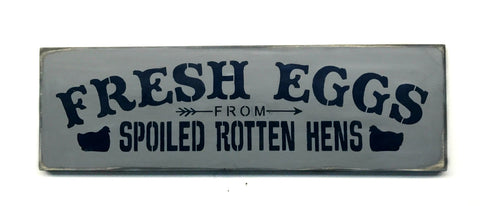 FRESH EGGS
FROM
SPOILED ROTTEN HENS